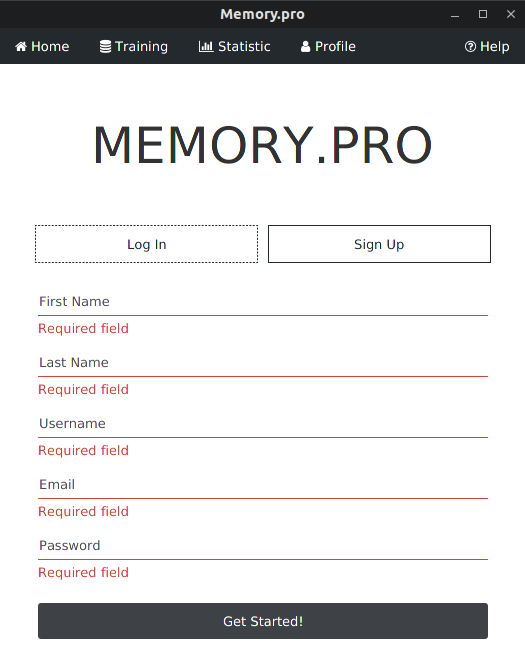 Memory.pro
Home Training Statistic Profile Help
MEMORY.PRO
Log In Sign Up
First Name
Required field
Last Name
Required field
Username
Required field
Email
Required field
Password
Required field
Get Started!